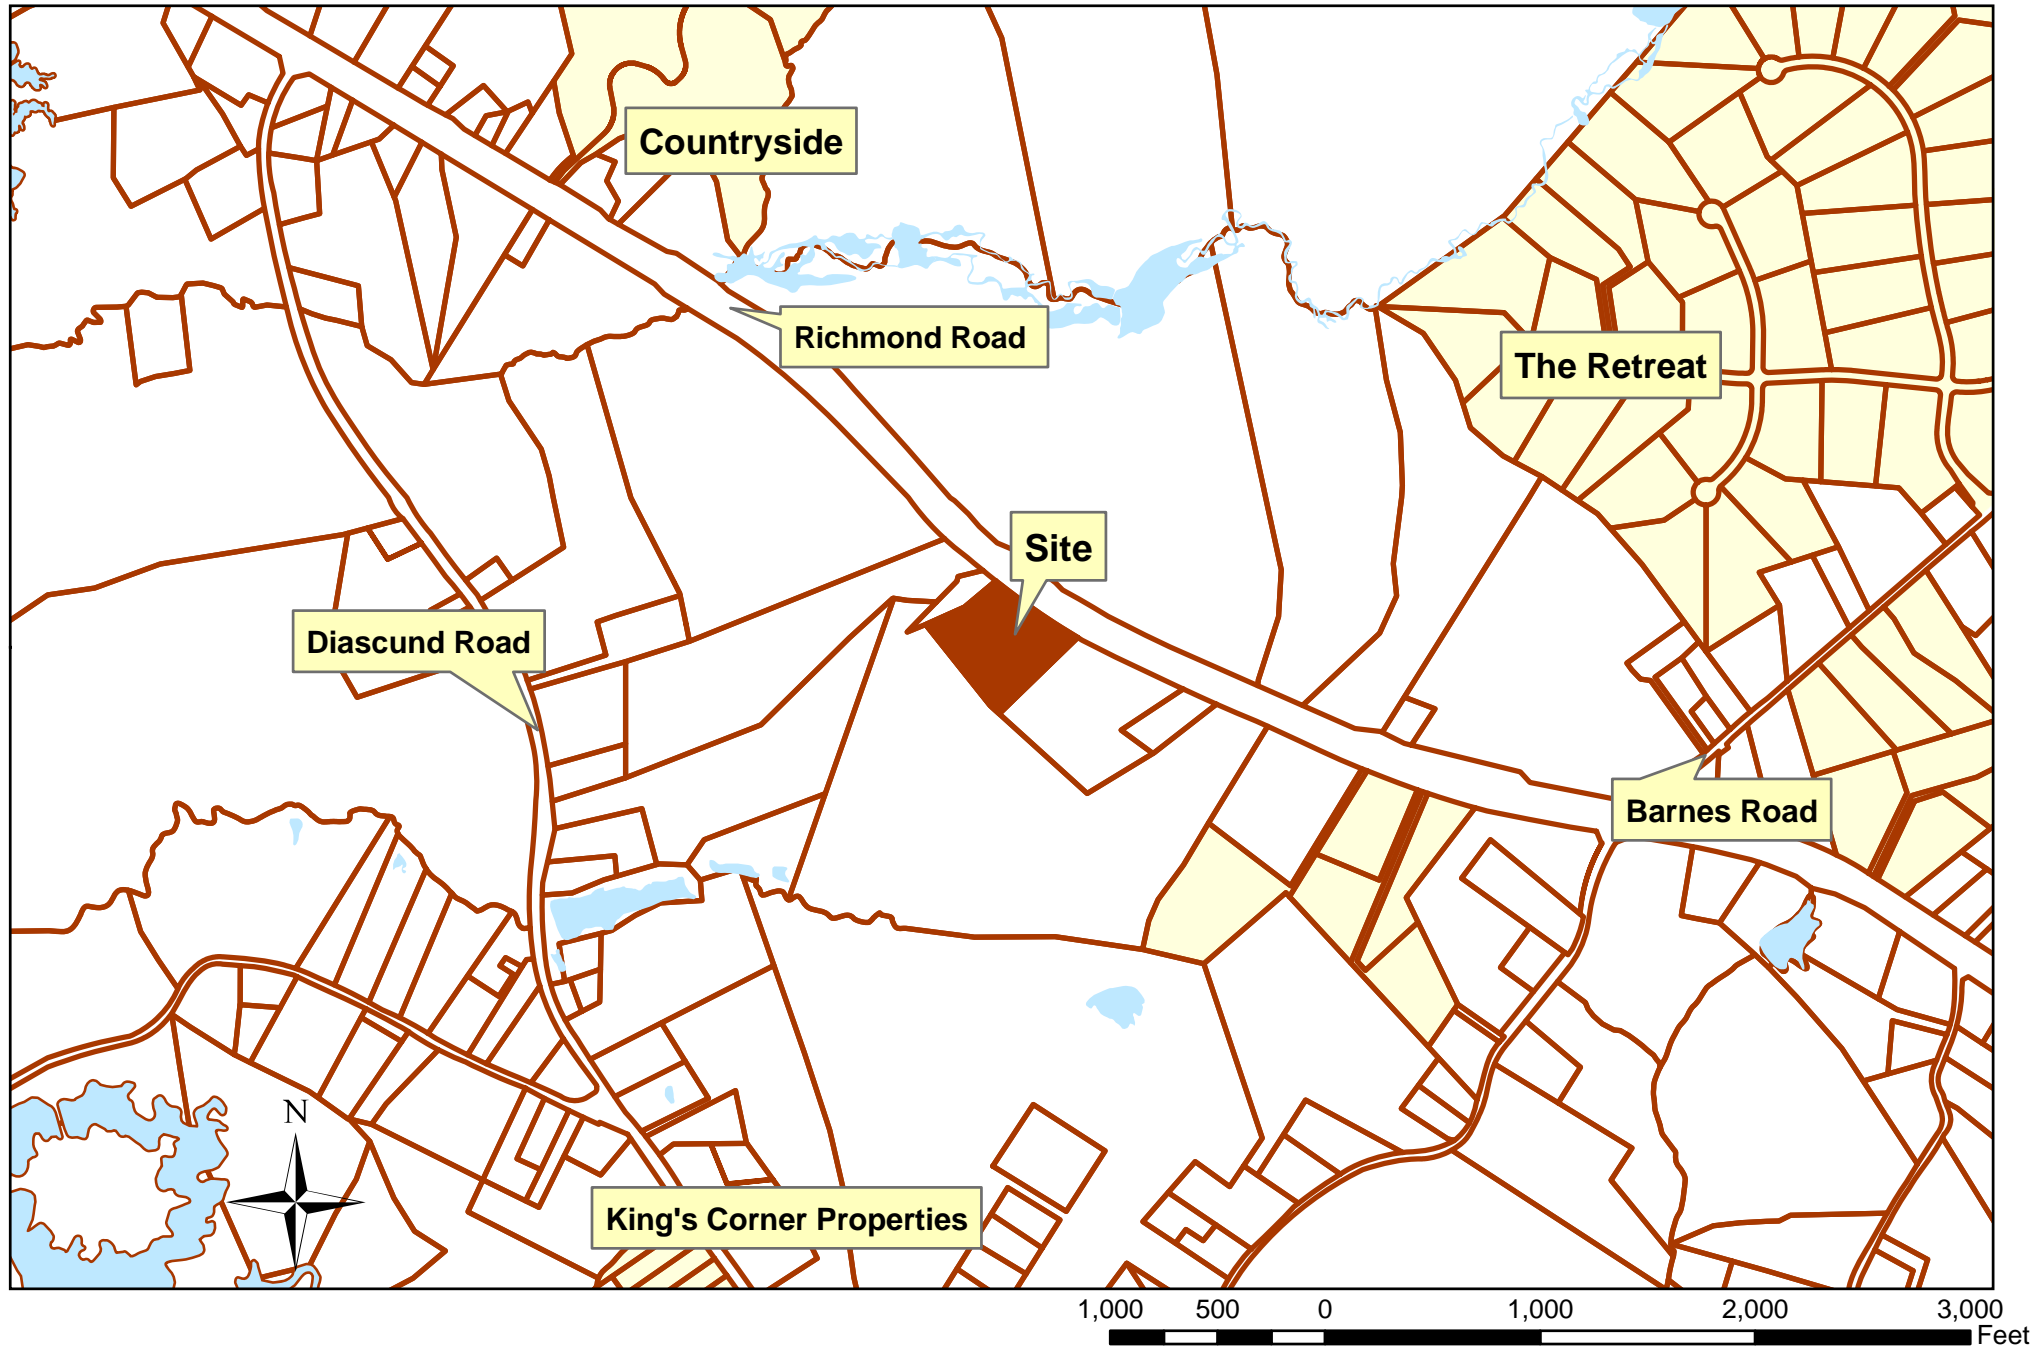 Countryside
Richmond Road
The Retreat
Site
Diascund Road
Barnes Road
N
King's Corner Properties
1,000 500 0 1,000 2,000 3,000
Feet